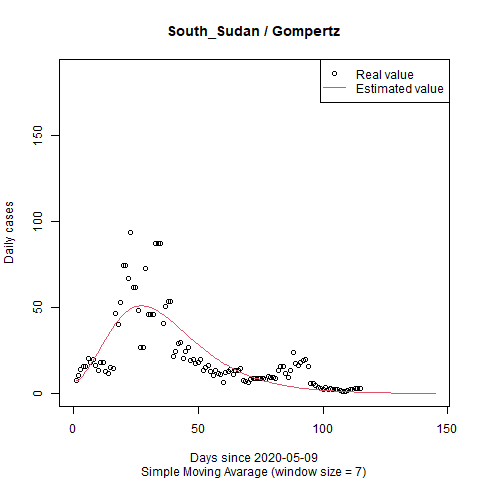 South_Sudan / Gompertz
Real value
Estimated value
Daily cases
150
100
50
0
0 50 100 150
Days since 2020-05-09
Simple Moving Avarage (window size = 7)